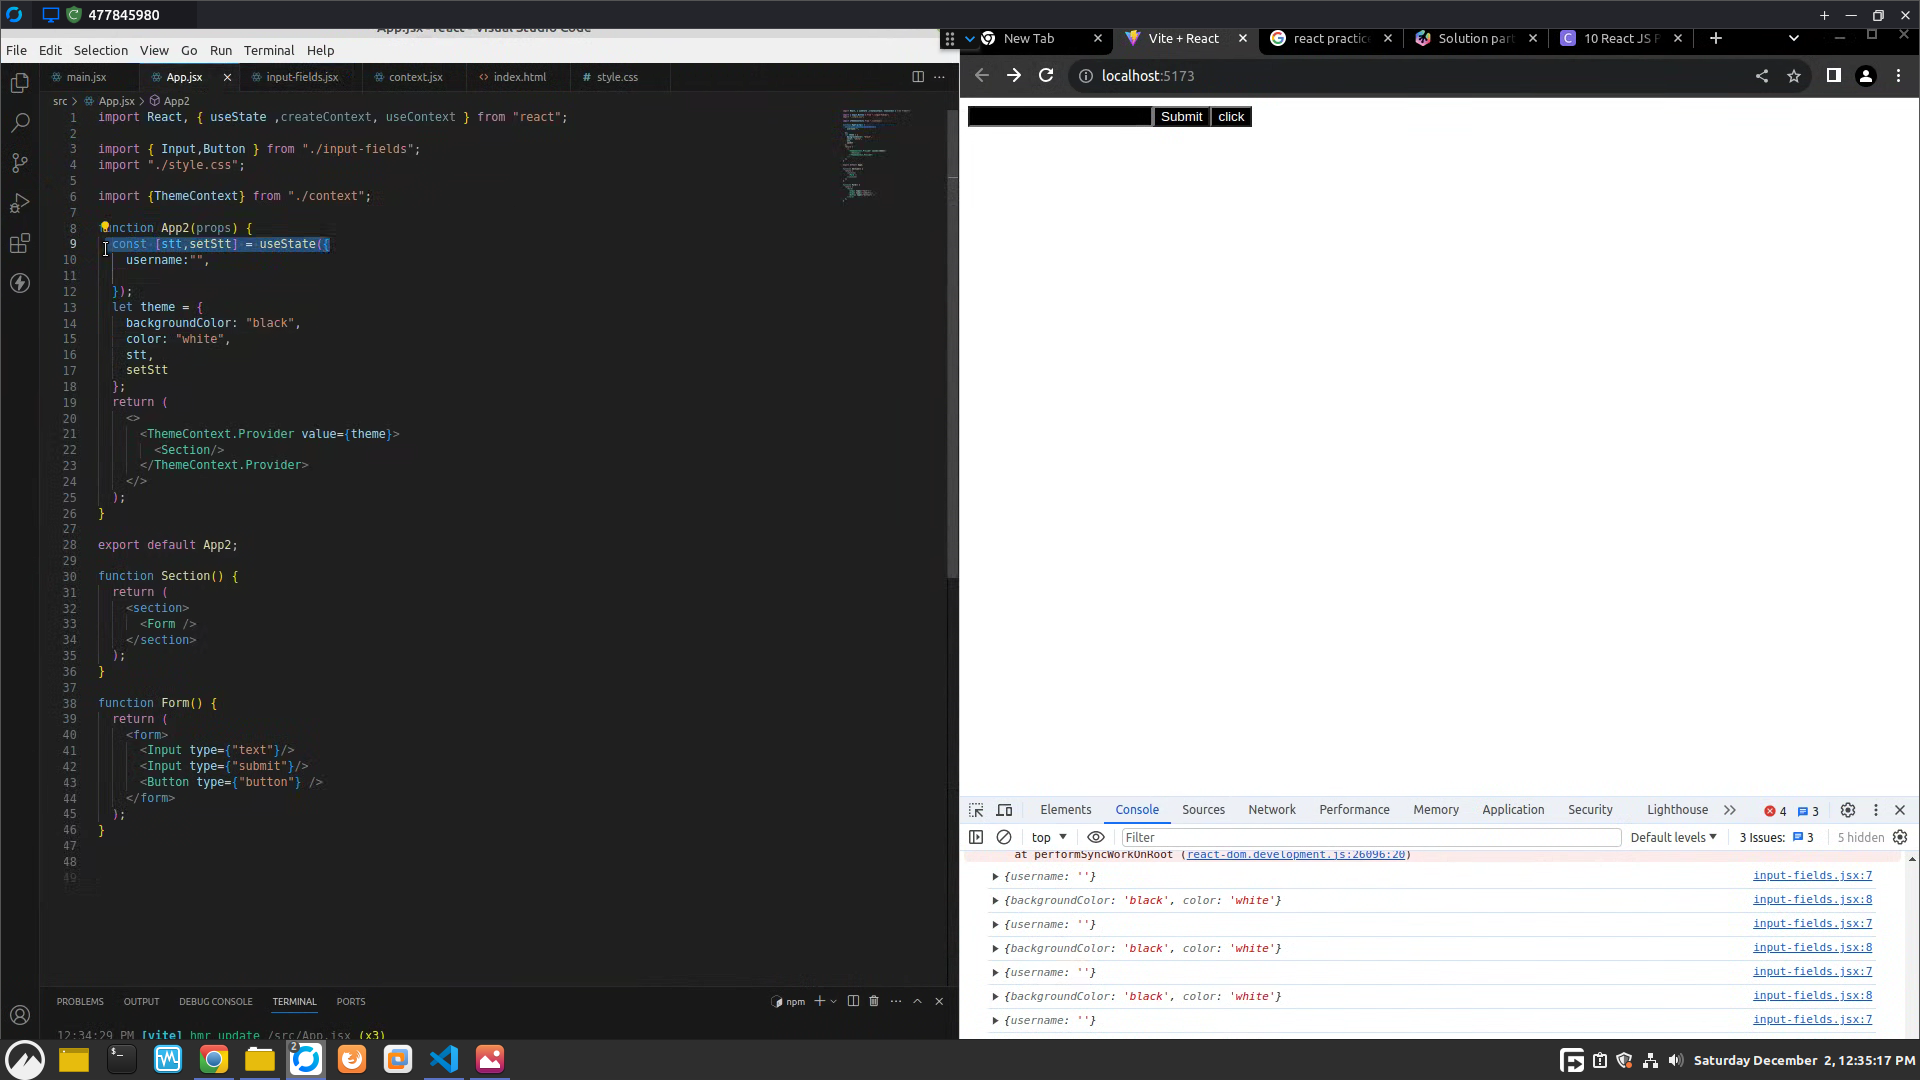 477845980
App.jsx - react - Visual Studio Code
File Edit Selection View Go Run Terminal Help
main.jsx App.jsx input-fields.jsx context.jsx index.html style.css
src > App.jsx > App2
1 import React, { useState ,createContext, useContext } from "react";
2
3 import { Input,Button } from "./input-fields";
4 import "./style.css";
5
6 import {ThemeContext} from "./context";
7
8 function App2(props) {
9 const [stt,setStt] = useState({
10 username:"",
11
12 });
13 let theme = {
14 backgroundColor: "black",
15 color: "white",
16 stt,
17 setStt
18 };
19 return (
20 <>
21 <ThemeContext.Provider value={theme}>
22 <Section/>
23 </ThemeContext.Provider>
24 </>
25 );
26 }
27
28 export default App2;
29
30 function Section() {
31 return (
32 <section>
33 <Form />
34 </section>
35 );
36 }
37
38 function Form() {
39 return (
40 <form>
41 <Input type={"text"}/>
42 <Input type={"submit"}/>
43 <Button type={"button"} />
44 </form>
45 );
46 }
47
48
49
PROBLEMS OUTPUT DEBUG CONSOLE TERMINAL PORTS
npm
12:34:29 PM [vite] hmr update /src/App.jsx (x3)
New Tab Vite + React react practic Solution part 10 React JS P
localhost:5173
Submit click
Elements Console Sources Network Performance Memory Application Security Lighthouse 4 3
top Filter Default levels 3 Issues: 3 5 hidden
at performSyncWorkOnRoot (react-dom.development.js:26096:20)
{username: ''} input-fields.jsx:7
{backgroundColor: 'black', color: 'white'} input-fields.jsx:8
{username: ''} input-fields.jsx:7
{backgroundColor: 'black', color: 'white'} input-fields.jsx:8
{username: ''} input-fields.jsx:7
{backgroundColor: 'black', color: 'white'} input-fields.jsx:8
{username: ''} input-fields.jsx:7
2
Saturday December 2, 12:35:17 PM